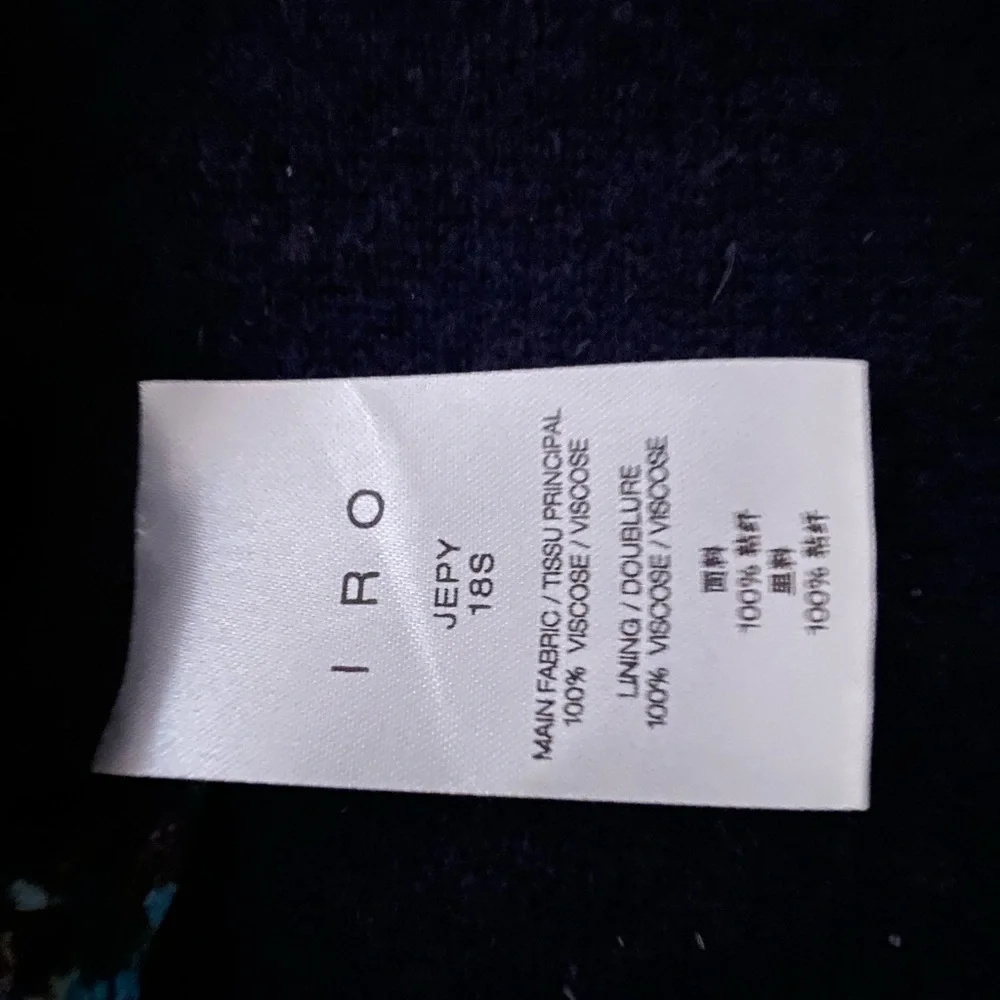 I R O
JEPY
18S
MAIN FABRIC / TISSU PRINCIPAL
100% VISCOSE / VISCOSE
LINING / DOUBLURE
100% VISCOSE / VISCOSE
面料
100% 粘纤
里料
100% 粘纤